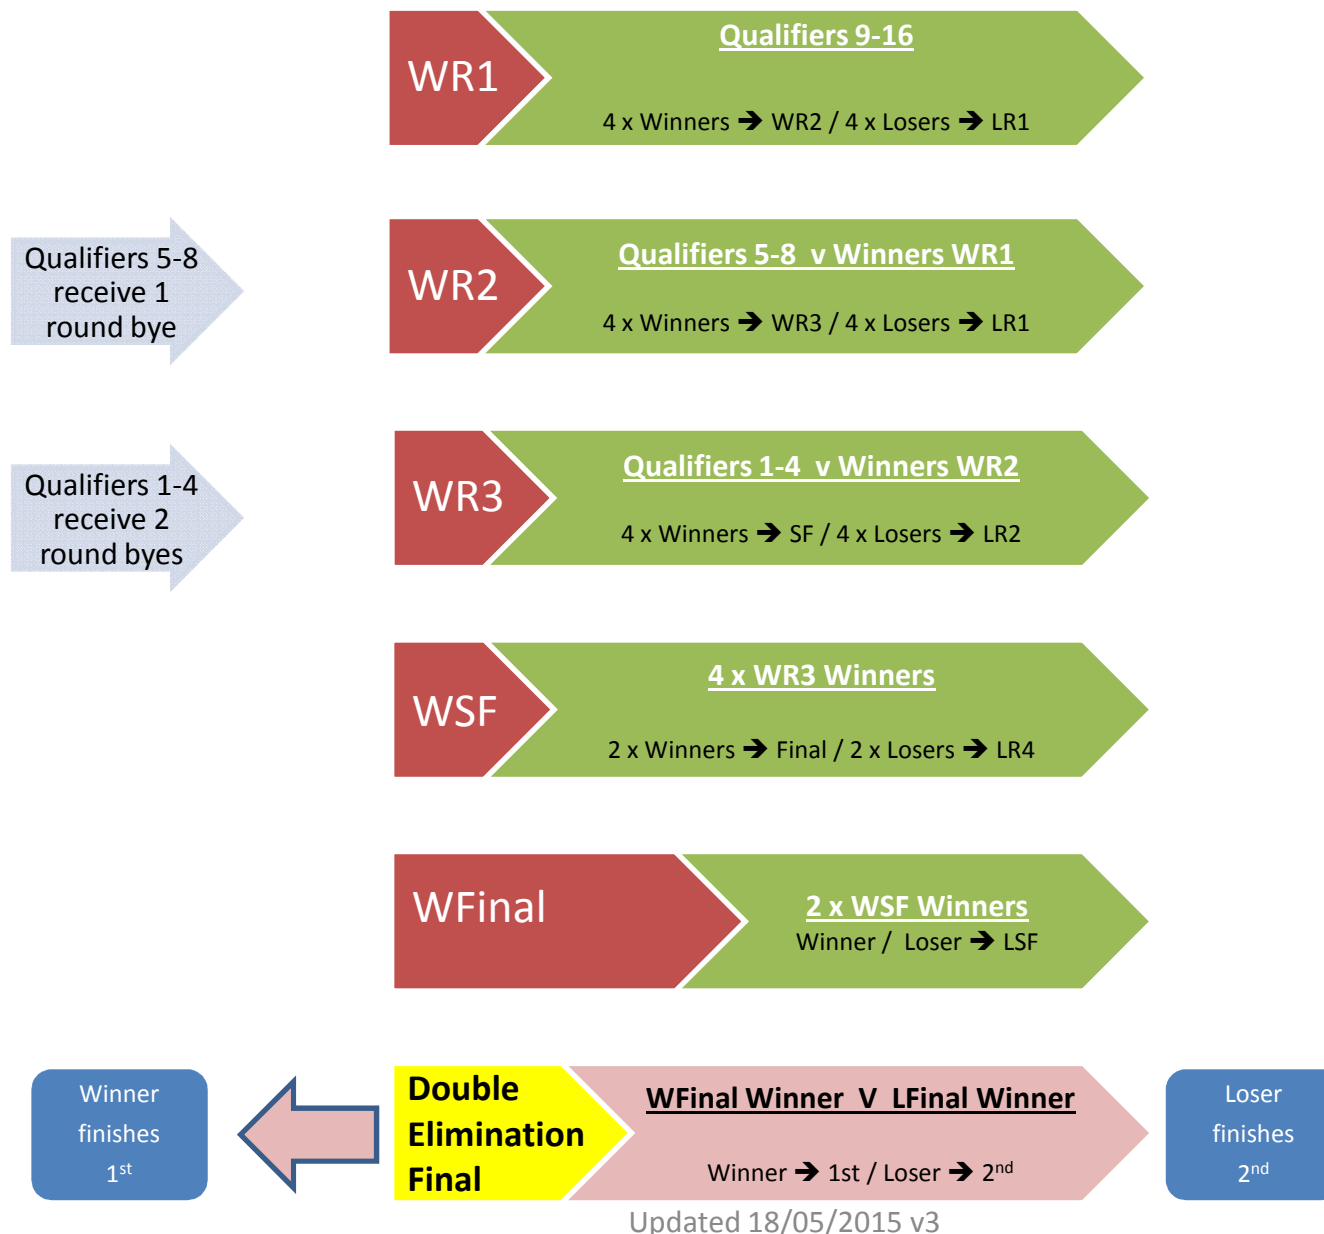 Qualifiers 9-16
WR1
4 x Winners ➔ WR2 / 4 x Losers ➔ LR1
Qualifiers 5-8
receive 1
round bye
WR2
Qualifiers 5-8 v Winners WR1
4 x Winners ➔ WR3 / 4 x Losers ➔ LR1
Qualifiers 1-4
receive 2
round byes
WR3
Qualifiers 1-4 v Winners WR2
4 x Winners ➔ SF / 4 x Losers ➔ LR2
WSF
4 x WR3 Winners
2 x Winners ➔ Final / 2 x Losers ➔ LR4
WFinal
2 x WSF Winners
Winner / Loser ➔ LSF
Winner
finishes
1st
Double
Elimination
Final
WFinal Winner V LFinal Winner
Winner ➔ 1st / Loser ➔ 2nd
Loser
finishes
2nd
Updated 18/05/2015 v3